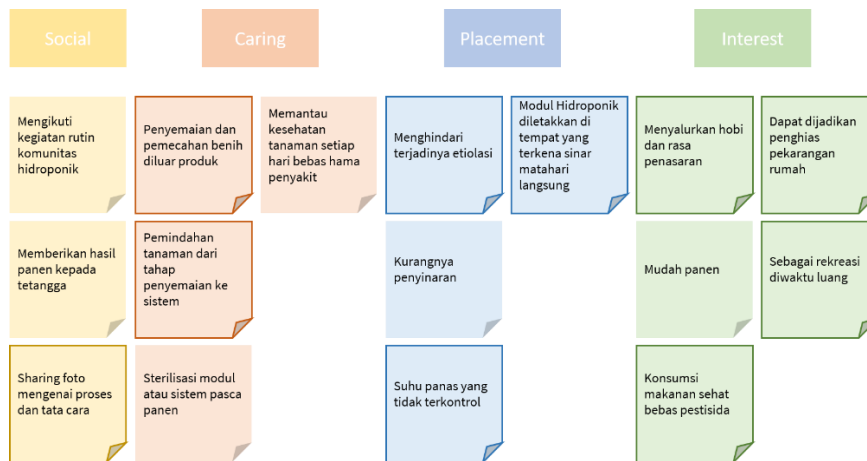 Social
Caring
Placement
Interest
Mengikuti
kegiatan rutin
komunitas
hidroponik
Penyemaian dan
pemecahan benih
diluar produk
Memantau
kesehatan
tanaman setiap
hari bebas hama
penyakit
Menghindari
terjadinya etiolasi
Modul Hidroponik
diletakkan di
tempat yang
terkena sinar
matahari
langsung
Menyalurkan hobi
dan rasa
penasaran
Dapat dijadikan
penghias
pekarangan
rumah
Memberikan hasil
panen kepada
tetangga
Pemindahan
tanaman dari
tahap
penyemaian ke
sistem
Kurangnya
penyinaran
Mudah panen
Sebagai rekreasi
diwaktu luang
Sharing foto
mengenai proses
dan tata cara
Sterilisasi modul
atau sistem pasca
panen
Suhu panas yang
tidak terkontrol
Konsumsi
makanan sehat
bebas pestisida